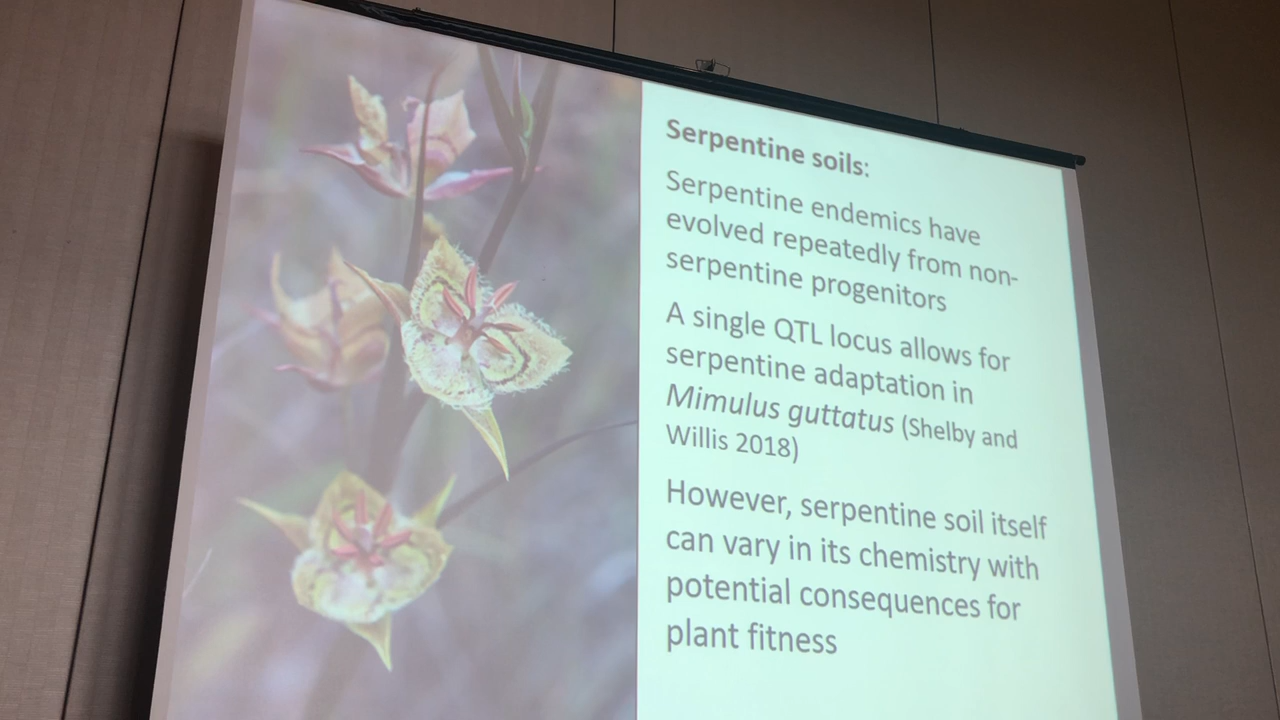 Serpentine soils:
Serpentine endemics have
evolved repeatedly from non-
serpentine progenitors
A single QTL locus allows for
serpentine adaptation in
Mimulus guttatus (Shelby and
Willis 2018)
However, serpentine soil itself
can vary in its chemistry with
potential consequences for
plant fitness